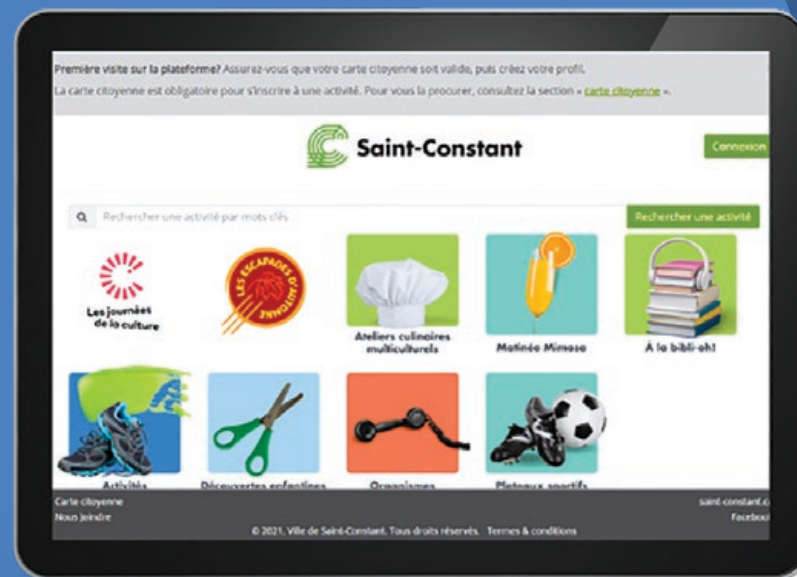 Première visite sur la plateforme? Assurez-vous que votre carte citoyenne soit valide, puis créez votre profil.
La carte citoyenne est obligatoire pour s'inscrire à une activité. Pour vous la procurer, consultez la section « carte citoyenne ».
Saint-Constant
Connexion
Rechercher une activité par mots clés
Rechercher une activité
Les journées
de la culture
LES ESCAPADES D'AUTOMNE
Ateliers culinaires
multiculturels
Matinée Mimosa
À la bibli-oh!
Activités
Découvertes enfantines
Organismes
Plateaux sportifs
Carte citoyenne
saint-constant.c
Nous joindre
Faceboo
© 2021, Ville de Saint-Constant. Tous droits réservés. Termes & conditions